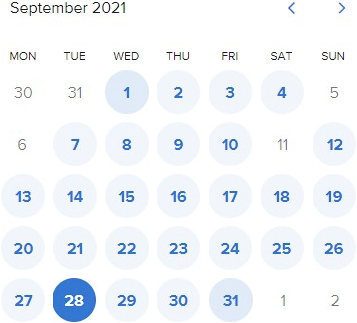 September 2021
MON TUE WED THU FRI SAT SUN
30 31 1 2 3 4 5
6 7 8 9 10 11 12
13 14 15 16 17 18 19
20 21 22 23 24 25 26
27 28 29 30 31 1 2